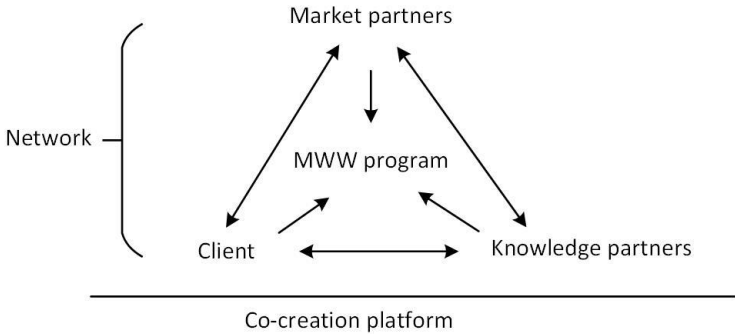 Market partners
Network
MWW program
Client
Knowledge partners
Co-creation platform